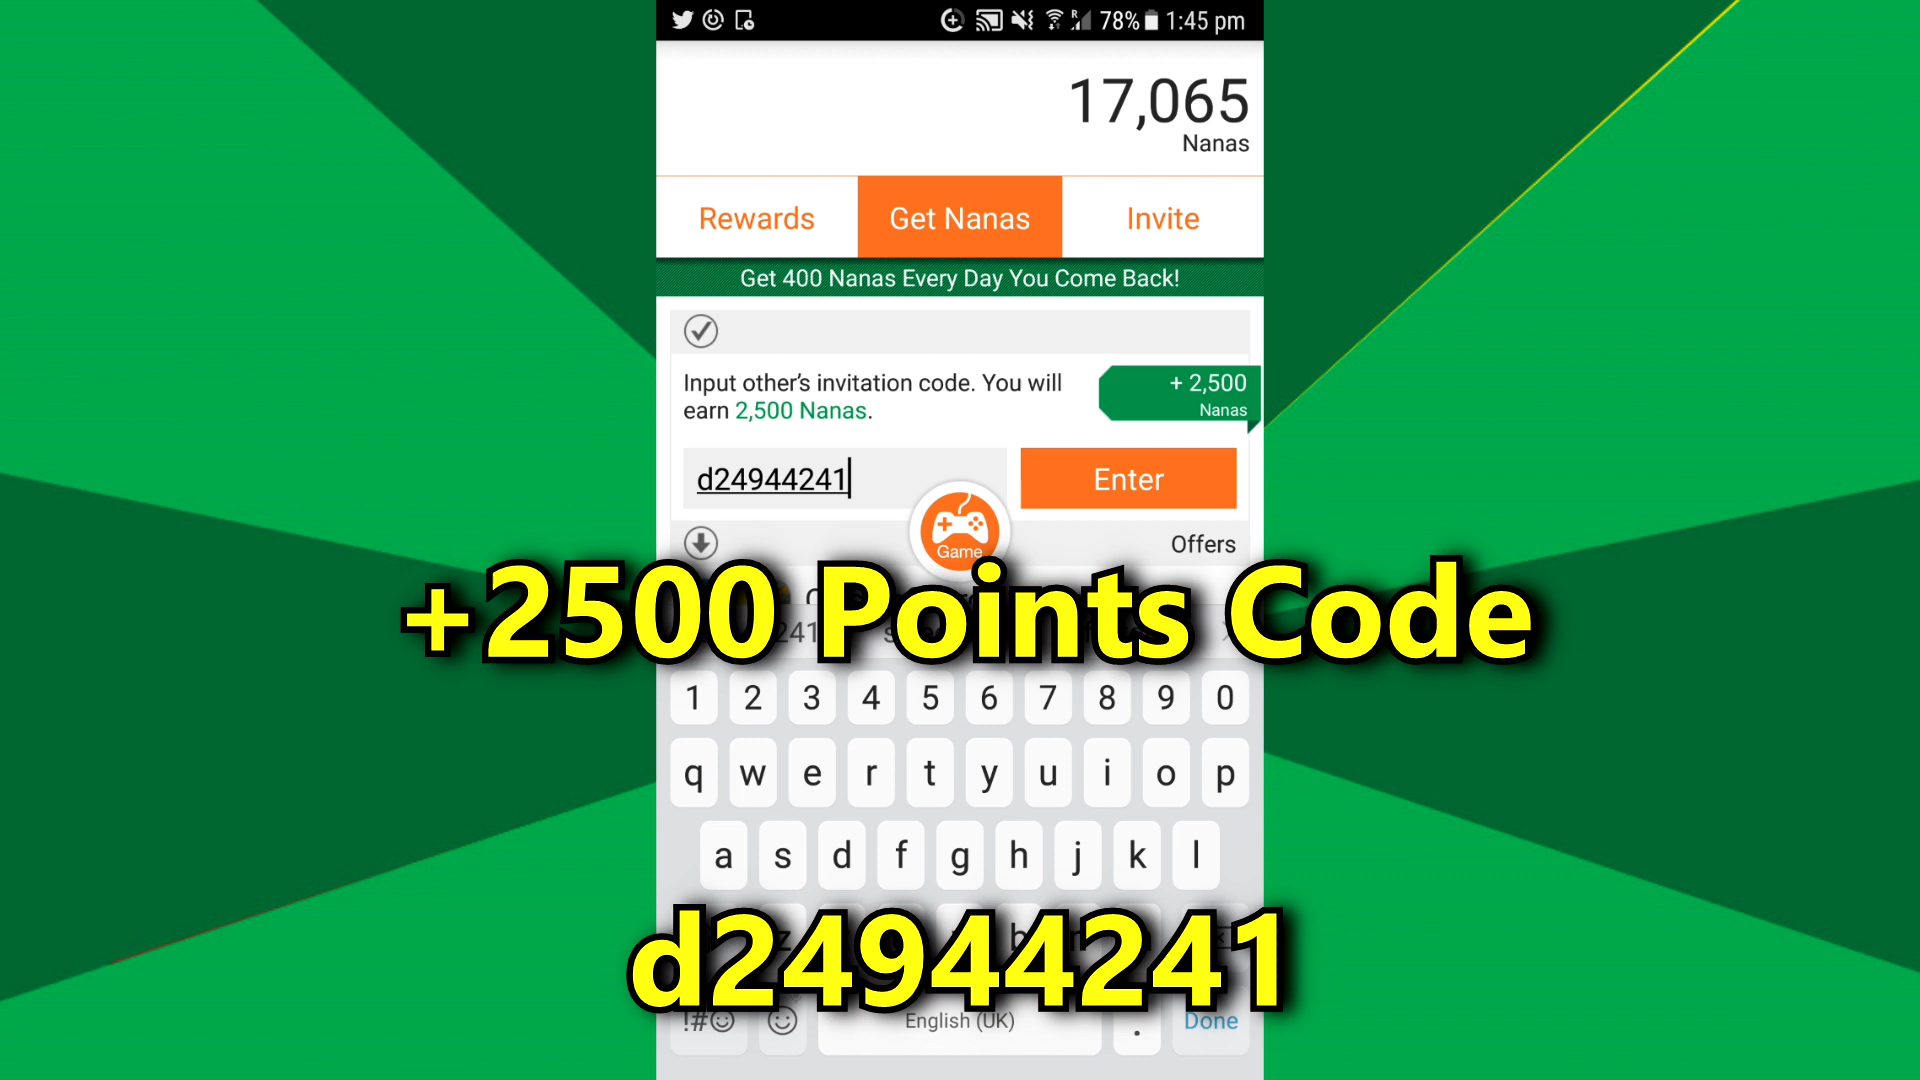 R 78% 1:45 pm
17,065
Nanas
Rewards Get Nanas Invite
Get 400 Nanas Every Day You Come Back!
Input other's invitation code. You will
earn 2,500 Nanas.
+ 2,500
Nanas
d24944241 Enter
Game
Offers
+2500 Points Code
1 2 3 4 5 6 7 8 9 0
q w e r t y u i o p
a s d f g h j k l
d24944241
!#☺ English (UK) . Done